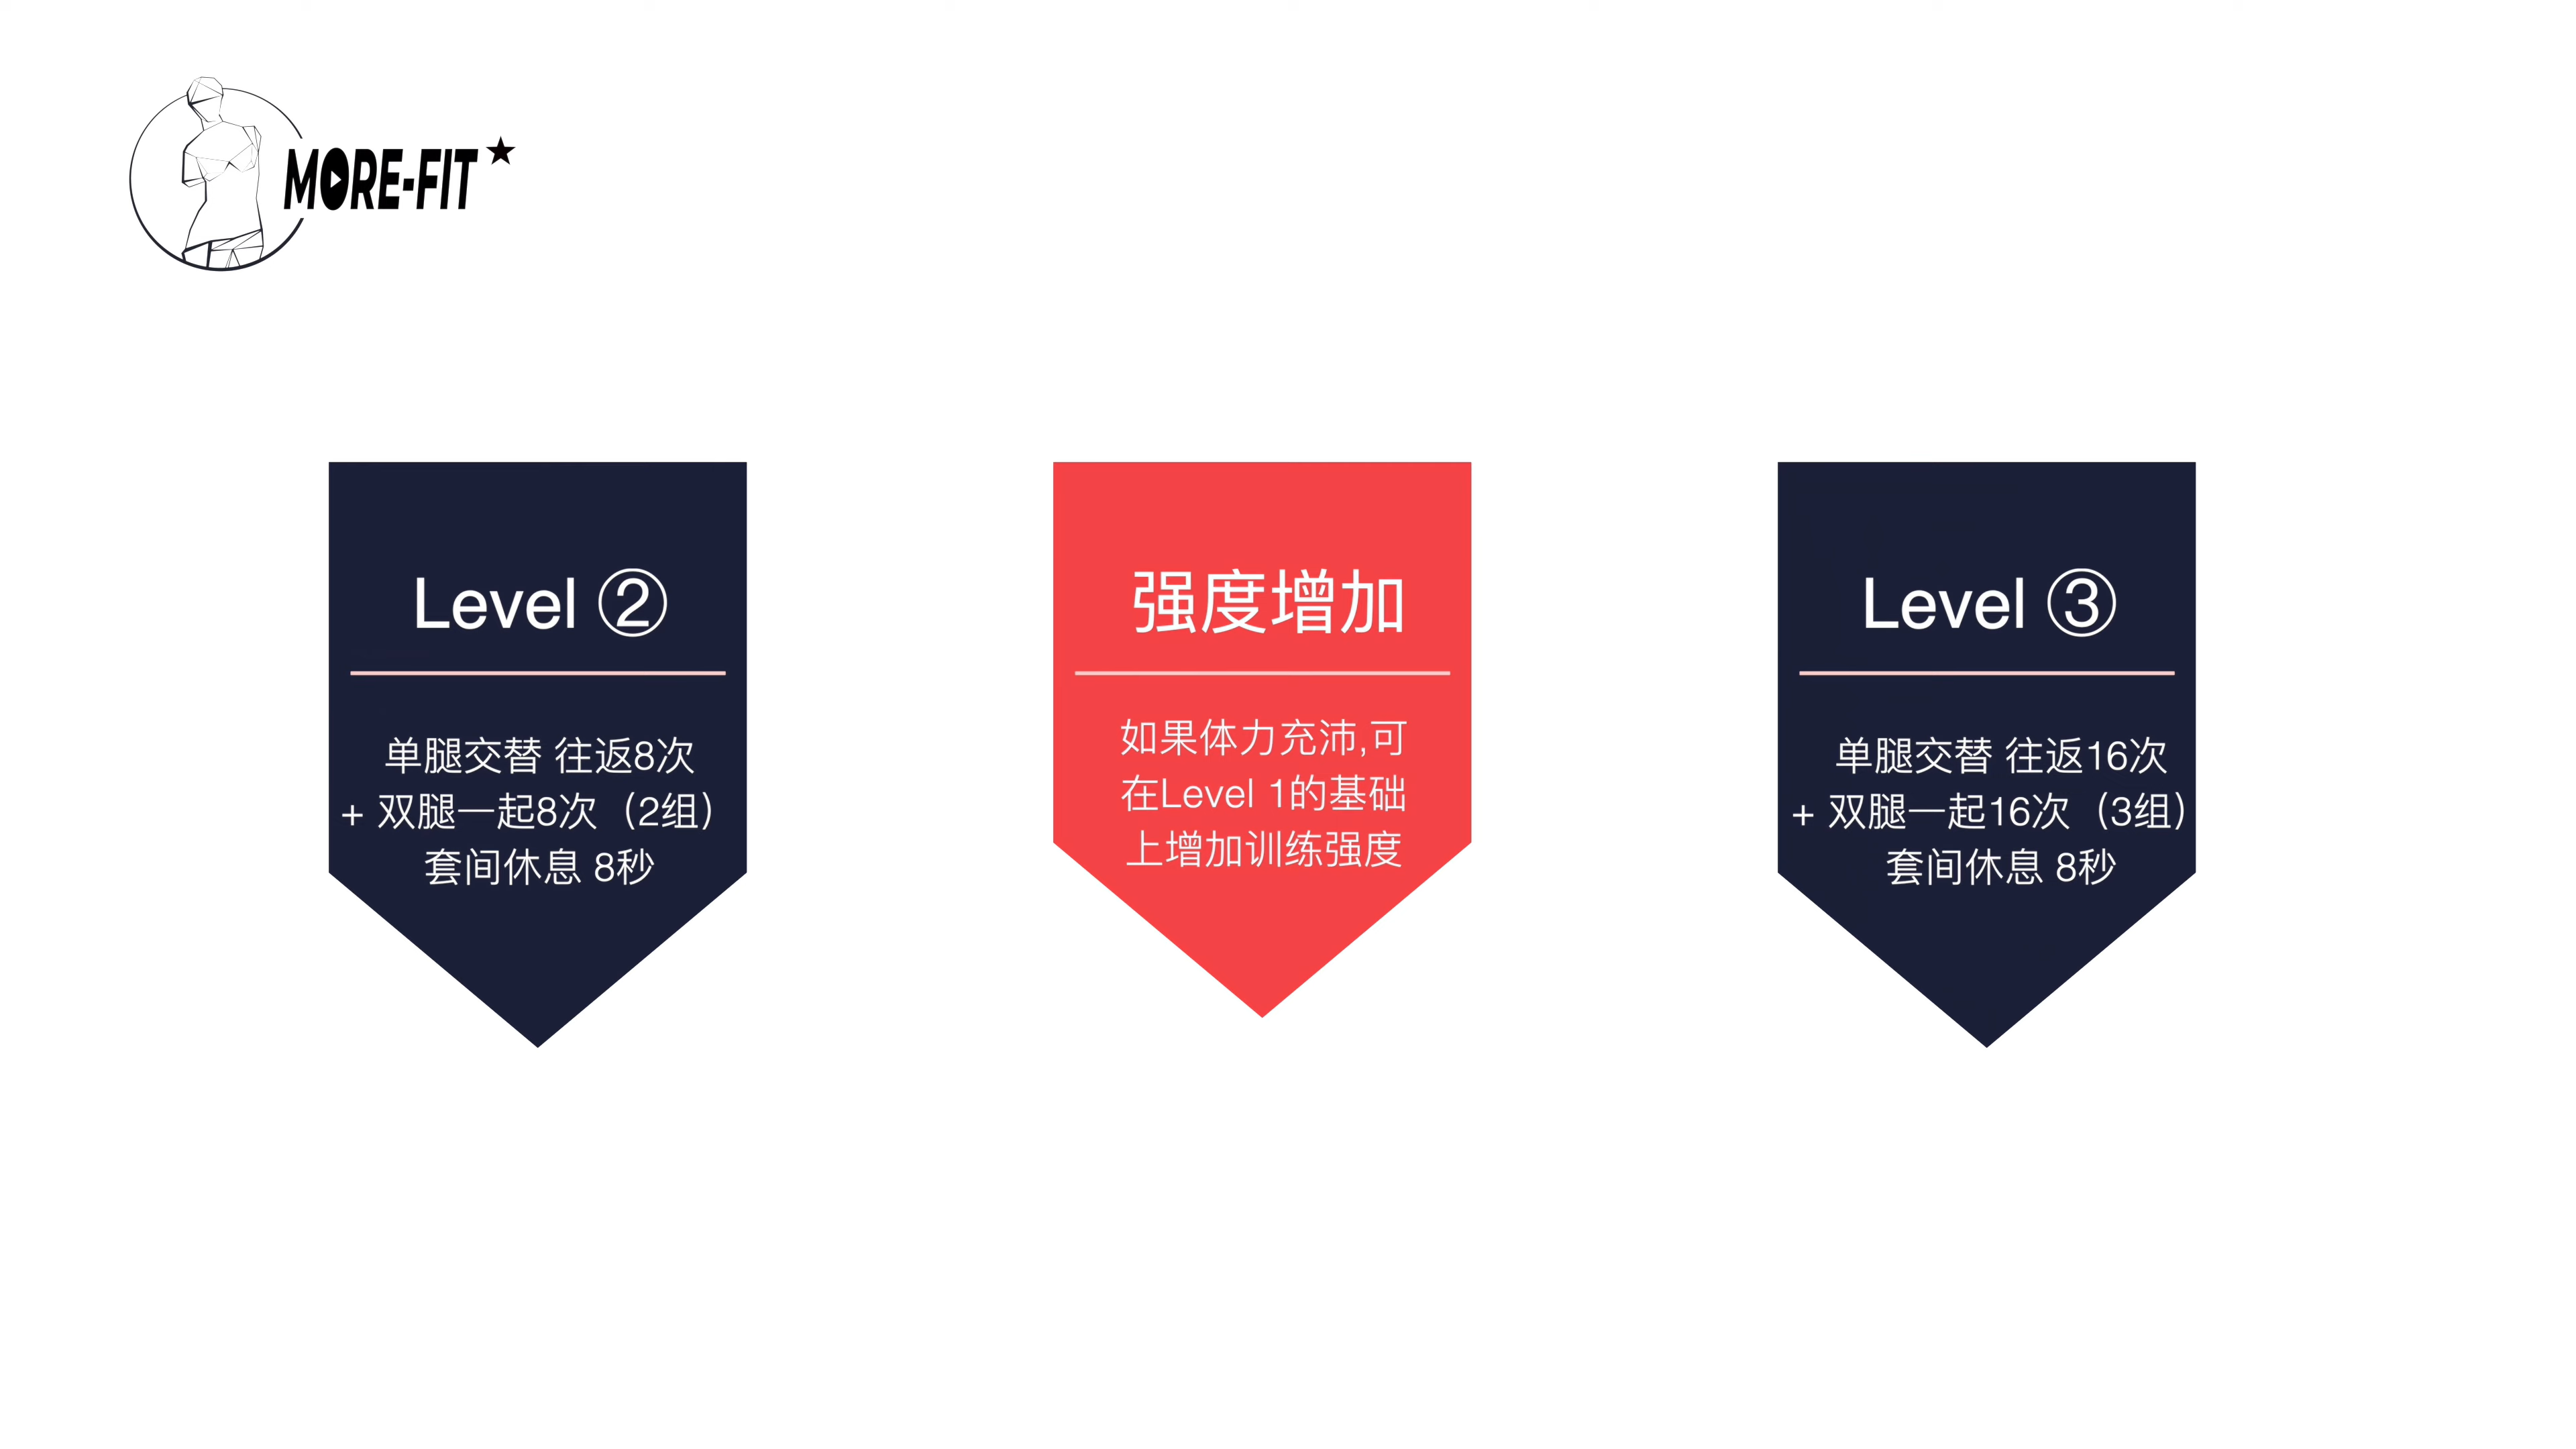 MORE-FIT
Level ②
单腿交替 往返8次
+ 双腿一起8次（2组）
套间休息 8秒
强度增加
如果体力充沛,可
在Level 1的基础
上增加训练强度
Level ③
单腿交替 往返16次
+ 双腿一起16次（3组）
套间休息 8秒